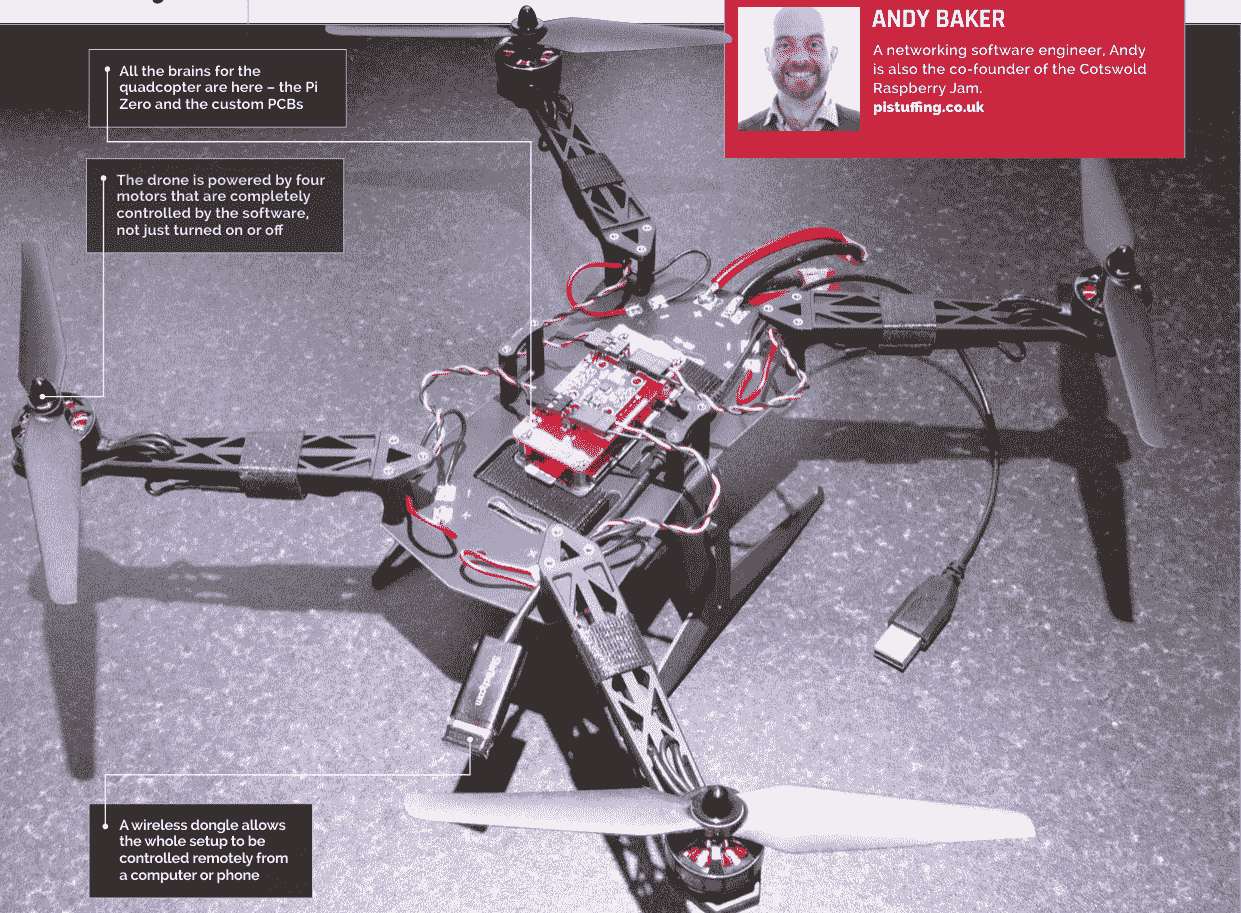 ANDY BAKER
A networking software engineer, Andy
is also the co-founder of the Cotswold
Raspberry Jam.
pistuffing.co.uk
All the brains for the
quadcopter are here – the Pi
Zero and the custom PCBs
The drone is powered by four
motors that are completely
controlled by the software,
not just turned on or off
A wireless dongle allows
the whole setup to be
controlled remotely from
a computer or phone